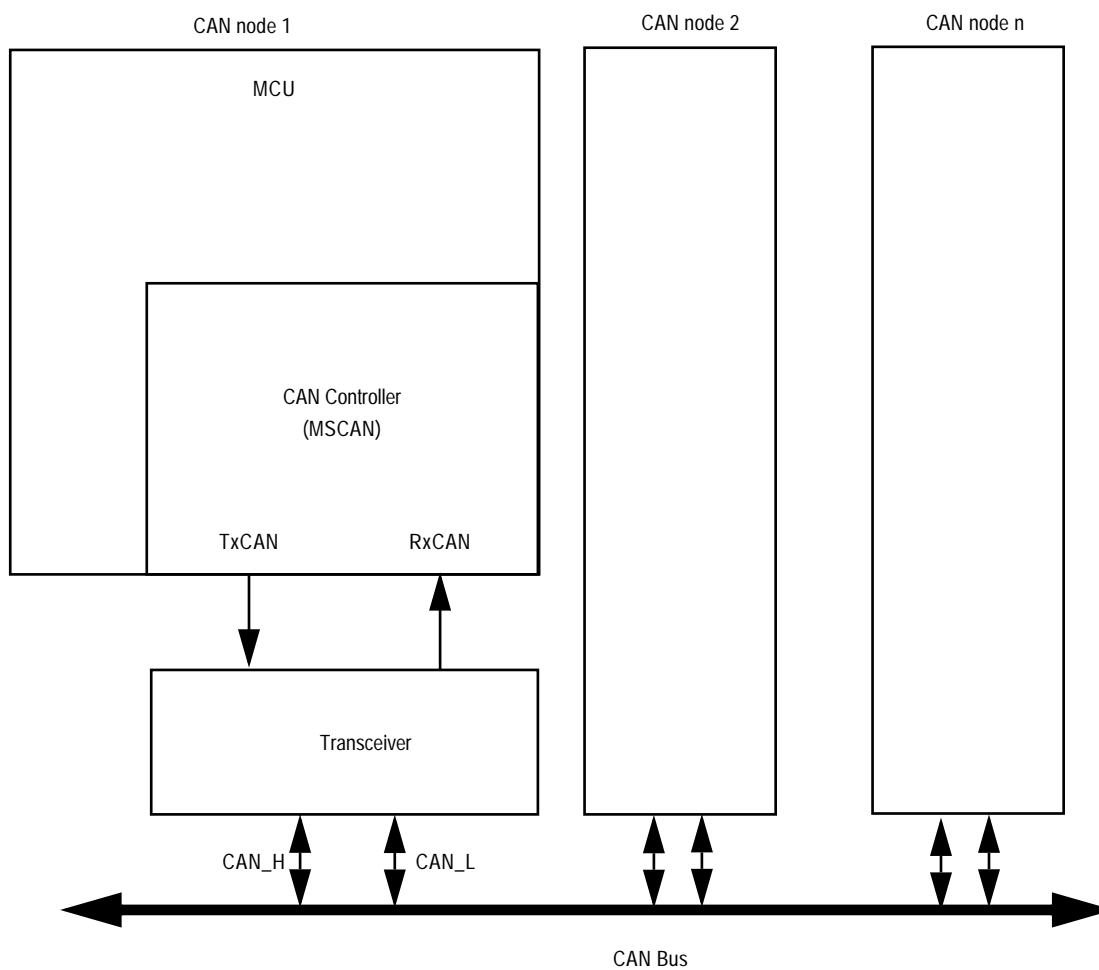 CAN node 1
CAN node 2
CAN node n
MCU
CAN Controller
(MSCAN)
TxCAN
RxCAN
Transceiver
CAN_H
CAN_L
CAN Bus